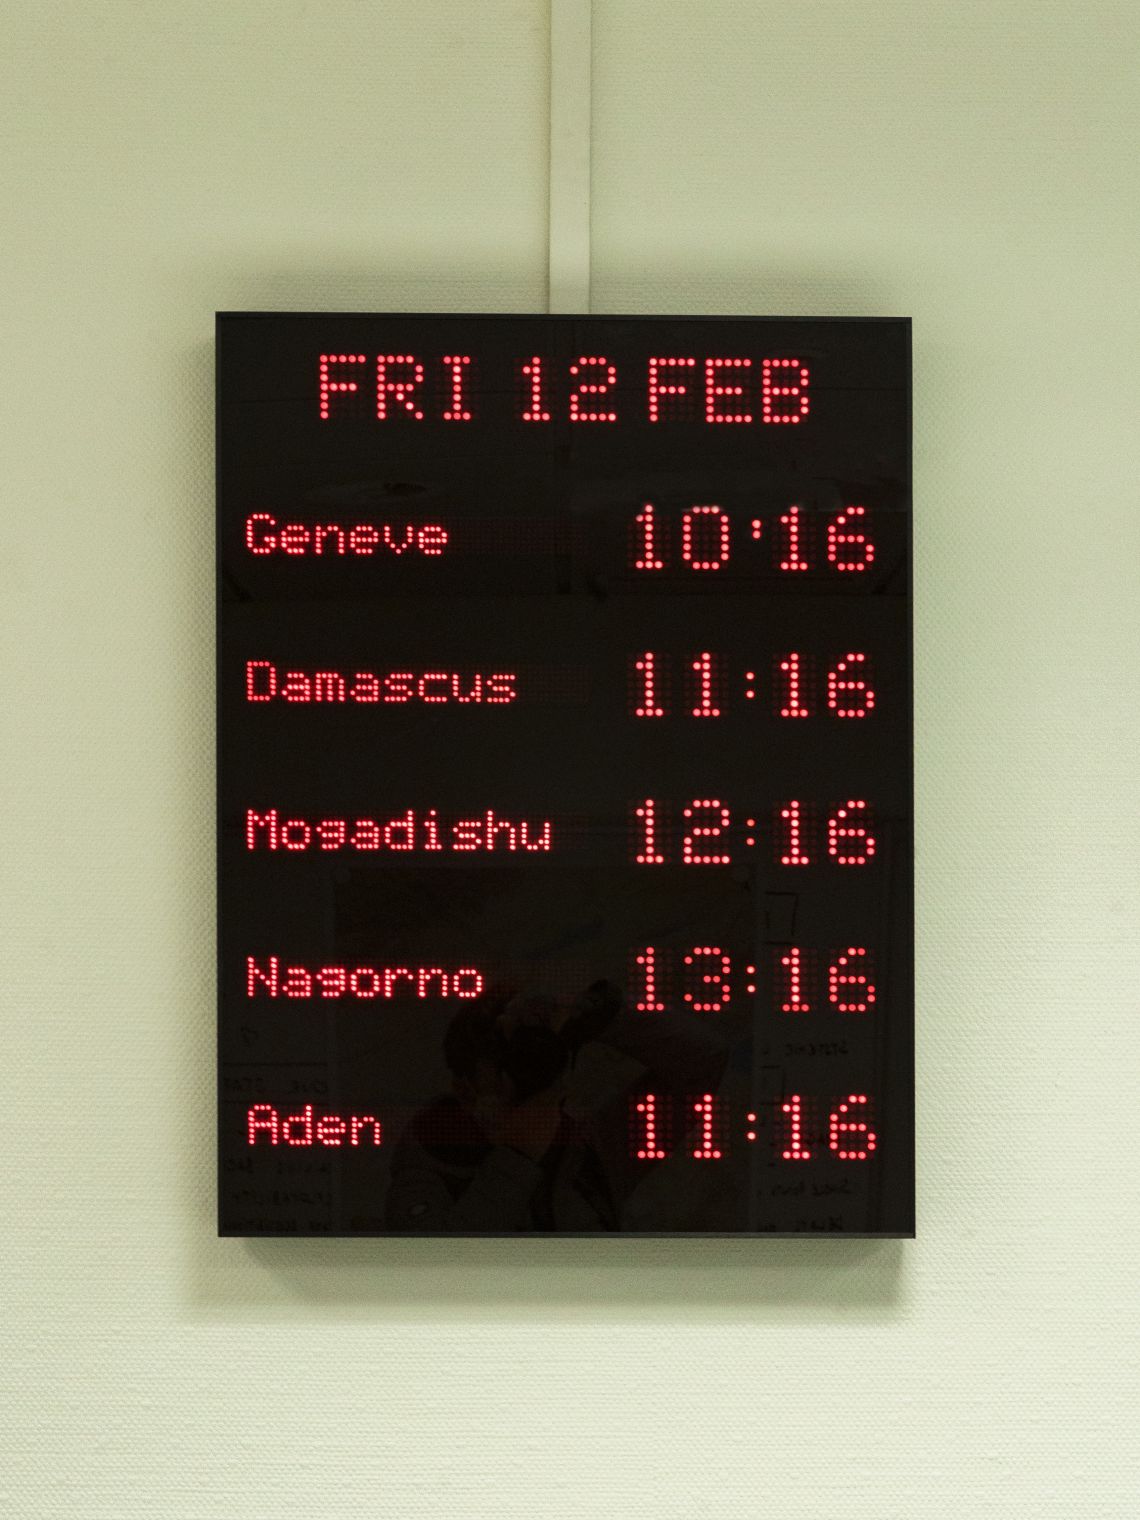 FRI 12 FEB
Geneve 10:16
Damascus 11:16
Mogadishu 12:16
Nagorno 13:16
Aden 11:16